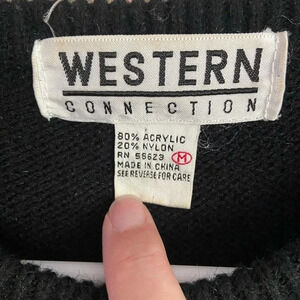 WESTERN
CONNECTION
80% ACRYLIC
20% NYLON
RN 55623 M
MADE IN CHINA
SEE REVERSE FOR CARE